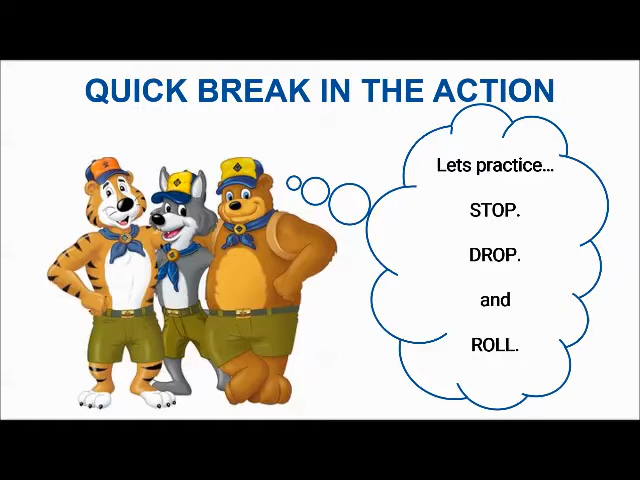 QUICK BREAK IN THE ACTION
Lets practice...
STOP.
DROP.
and
ROLL.